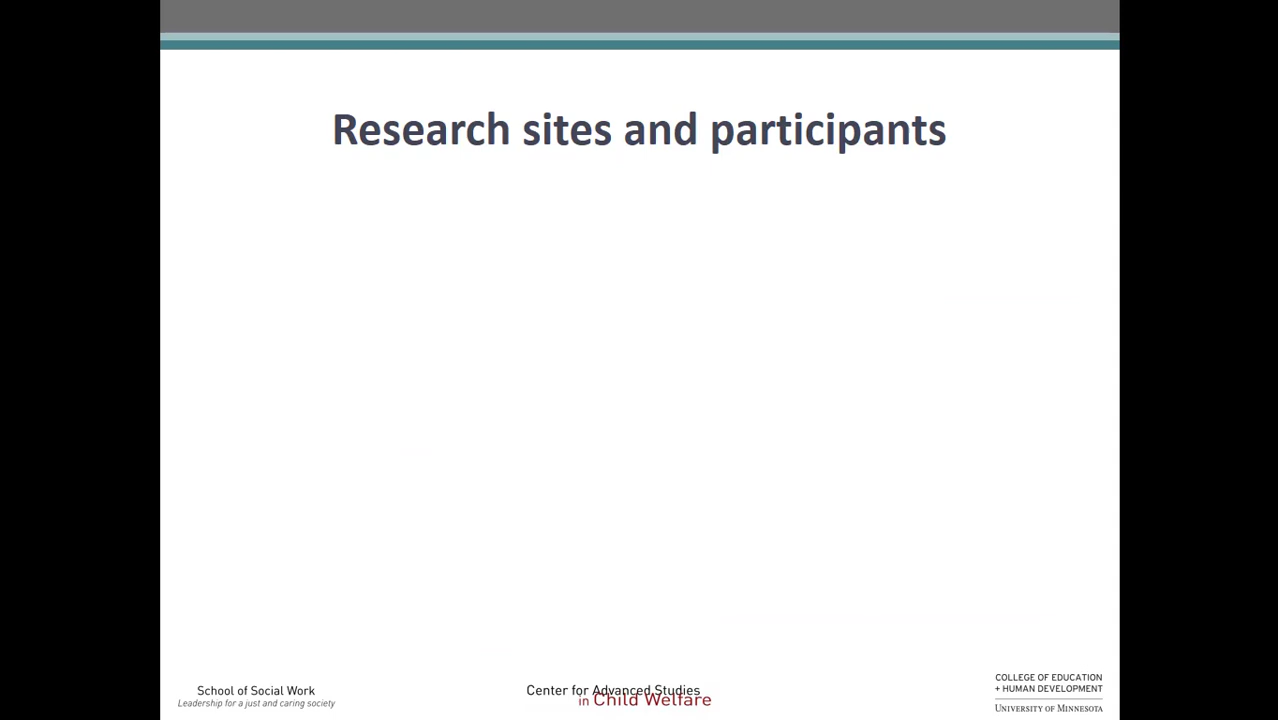 Research sites and participants
School of Social Work
Leadership for a just and caring society
Center for Advanced Studies
in Child Welfare
COLLEGE OF EDUCATION
+ HUMAN DEVELOPMENT
UNIVERSITY OF MINNESOTA